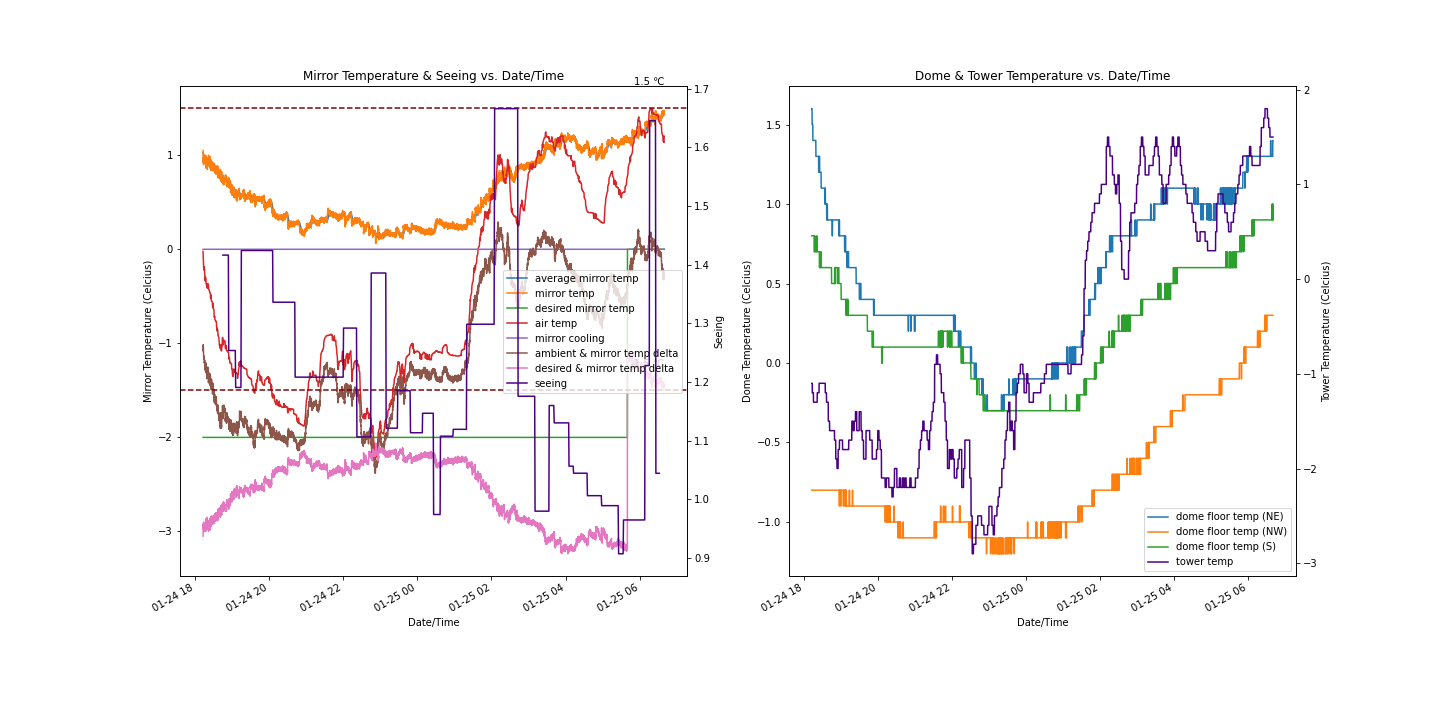 Mirror Temperature & Seeing vs. Date/Time
1.5 °C
Mirror Temperature (Celcius)
1
0
−1
−2
−3
1.7
1.6
1.5
1.4
1.3
1.2
1.1
1.0
0.9
Seeing
average mirror temp
mirror temp
desired mirror temp
air temp
mirror cooling
ambient & mirror temp delta
desired & mirror temp delta
seeing
01-24 18
01-24 20
01-24 22
01-25 00
01-25 02
01-25 04
01-25 06
Date/Time
Dome & Tower Temperature vs. Date/Time
Dome Temperature (Celcius)
1.5
1.0
0.5
0.0
−0.5
−1.0
2
1
0
−1
−2
−3
Tower Temperature (Celcius)
dome floor temp (NE)
dome floor temp (NW)
dome floor temp (S)
tower temp
01-24 18
01-24 20
01-24 22
01-25 00
01-25 02
01-25 04
01-25 06
Date/Time